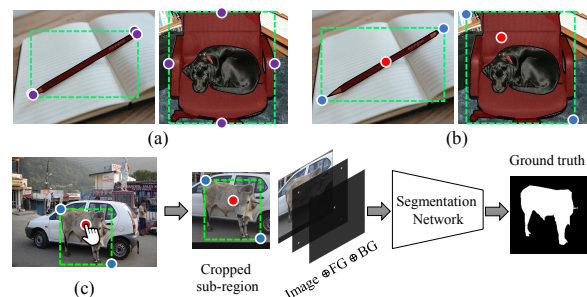 (a)
(b)
Ground truth
Segmentation
Network
Cropped
sub-region
Image ⊕FG ⊕BG
(c)